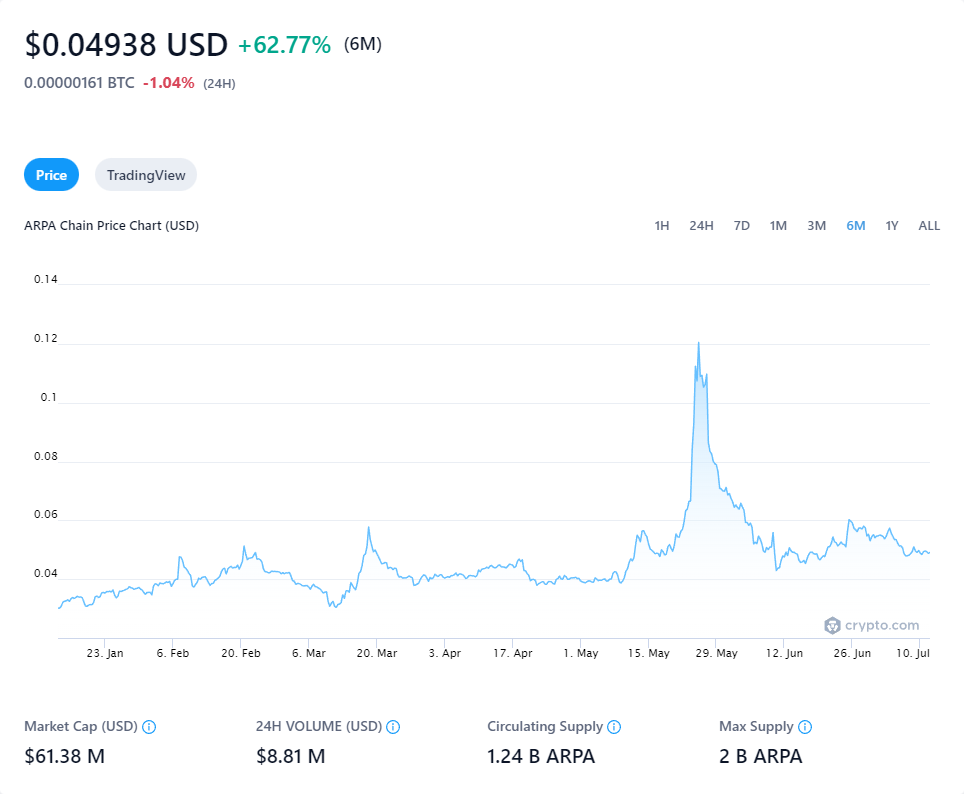 $0.04938 USD +62.77% (6M)
0.00000161 BTC -1.04% (24H)
Price TradingView
ARPA Chain Price Chart (USD) 1H 24H 7D 1M 3M 6M 1Y ALL
0.14
0.12
0.1
0.08
0.06
0.04
crypto.com
23. Jan 6. Feb 20. Feb 6. Mar 20. Mar 3. Apr 17. Apr 1. May 15. May 29. May 12. Jun 26. Jun 10. Jul
Market Cap (USD) 24H VOLUME (USD) Circulating Supply Max Supply
$61.38 M $8.81 M 1.24 B ARPA 2 B ARPA